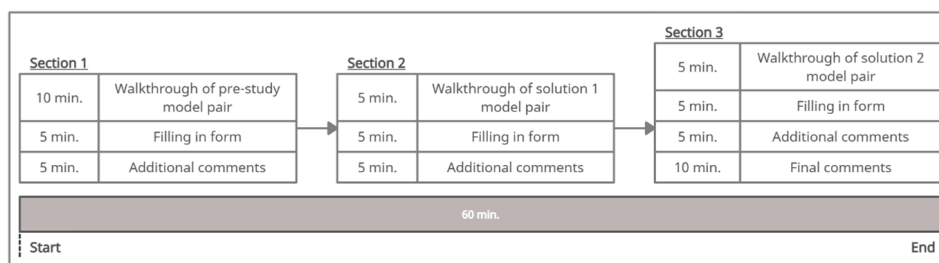 Section 1
10 min.
Walkthrough of pre-study
model pair
5 min.
Filling in form
5 min.
Additional comments
Section 2
5 min.
Walkthrough of solution 1
model pair
5 min.
Filling in form
5 min.
Additional comments
Section 3
5 min.
Walkthrough of solution 2
model pair
5 min.
Filling in form
5 min.
Additional comments
10 min.
Final comments
60 min.
Start
End